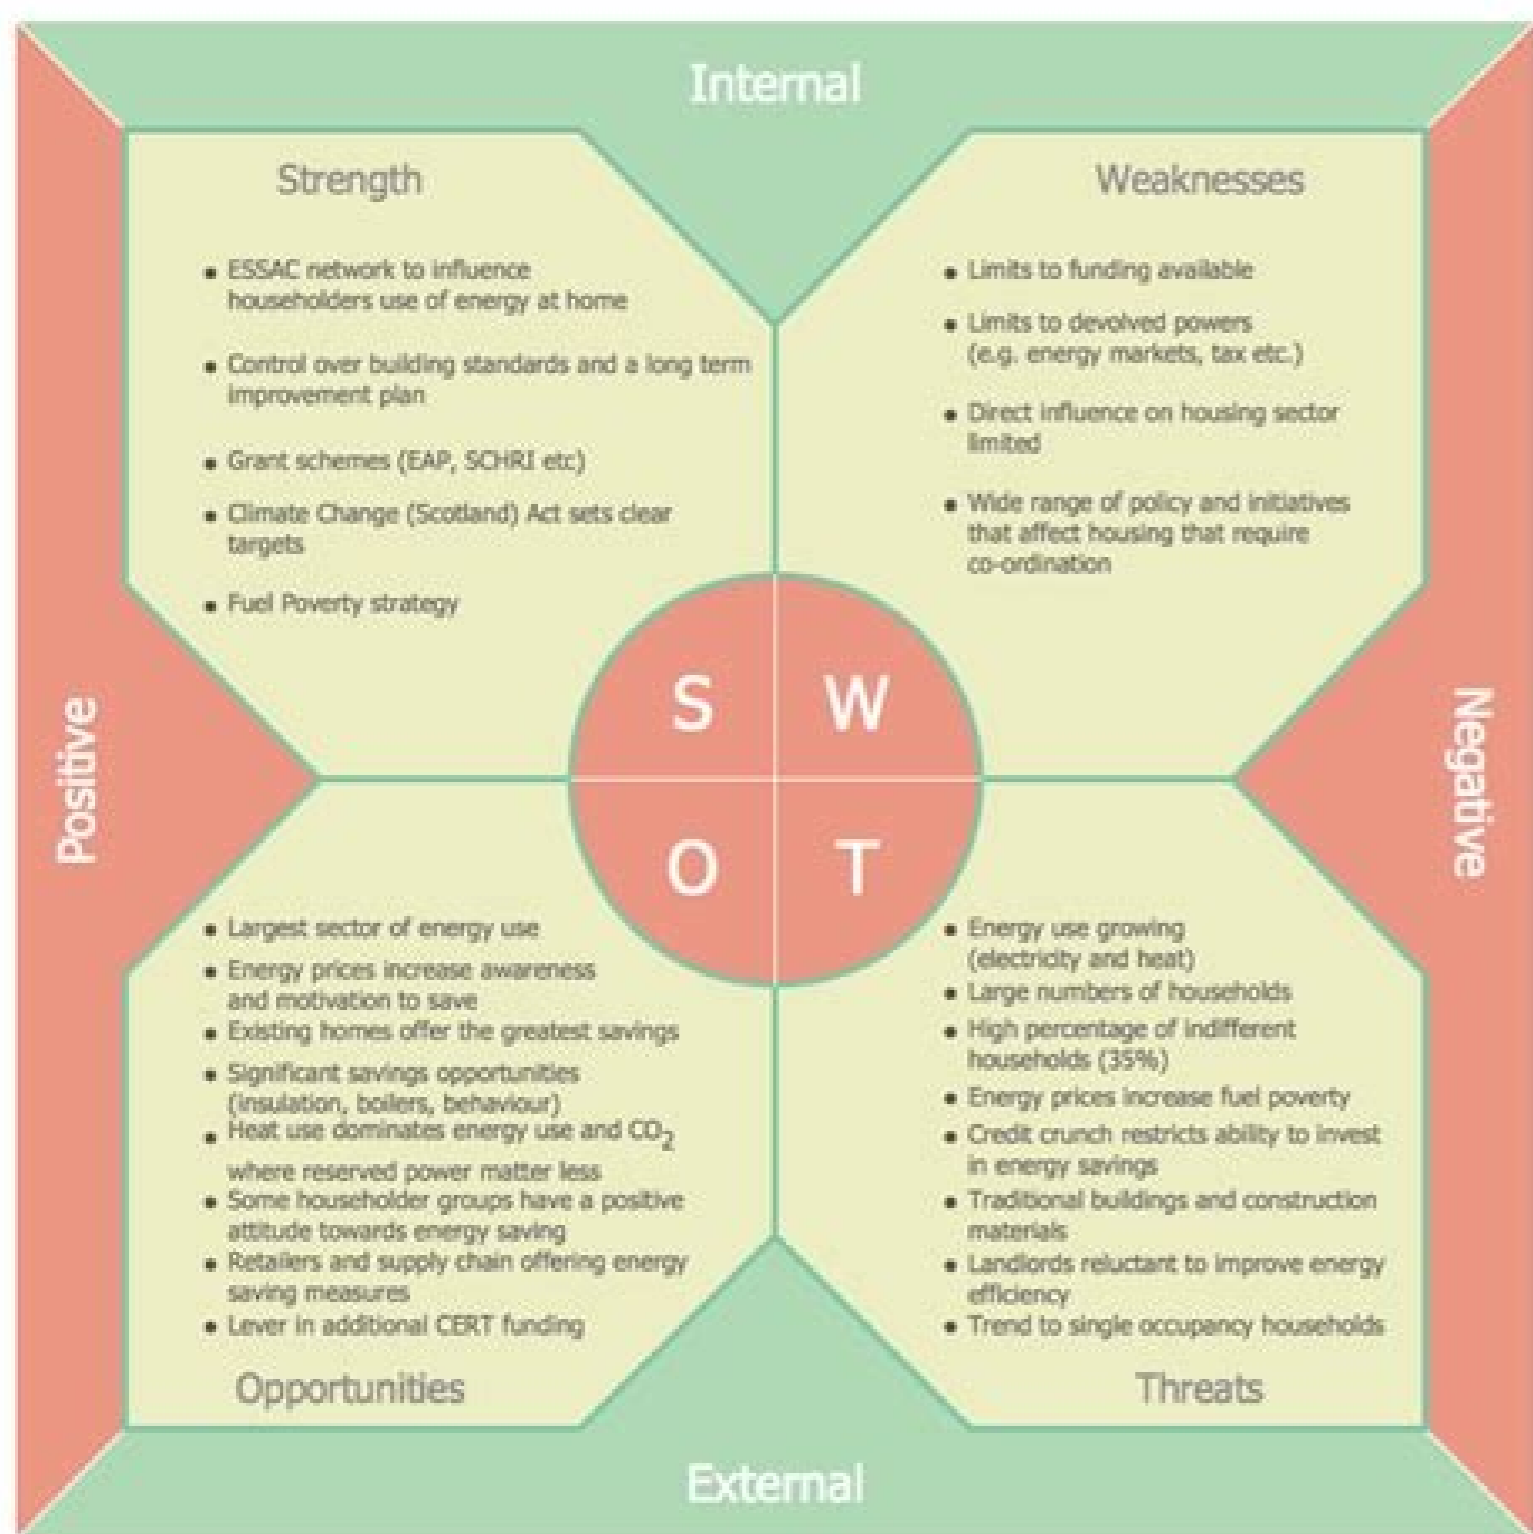 Internal
Strength
ESSAC network to influence
householders use of energy at home
Control over building standards and a long term
improvement plan
Grant schemes (EAP, SCHRI etc)
Climate Change (Scotland) Act sets clear
targets
Fuel Poverty strategy
Weaknesses
Limits to funding available
Limits to devolved powers
(e.g. energy markets, tax etc.)
Direct influence on housing sector
limited
Wide range of policy and initiatives
that affect housing that require
co-ordination
Positive
S
W
O
T
Negative
Largest sector of energy use
Energy prices increase awareness
and motivation to save
Existing homes offer the greatest savings
Significant savings opportunities
(insulation, boilers, behaviour)
Heat use dominates energy use and CO2
where reserved power matter less
Some householder groups have a positive
attitude towards energy saving
Retailers and supply chain offering energy
saving measures
Lever in additional CERT funding
Opportunities
Energy use growing
(electricity and heat)
Large numbers of households
High percentage of indifferent
households (35%)
Energy prices increase fuel poverty
Credit crunch restricts ability to invest
in energy savings
Traditional buildings and construction
materials
Landlords reluctant to improve energy
efficiency
Trend to single occupancy households
Threats
External